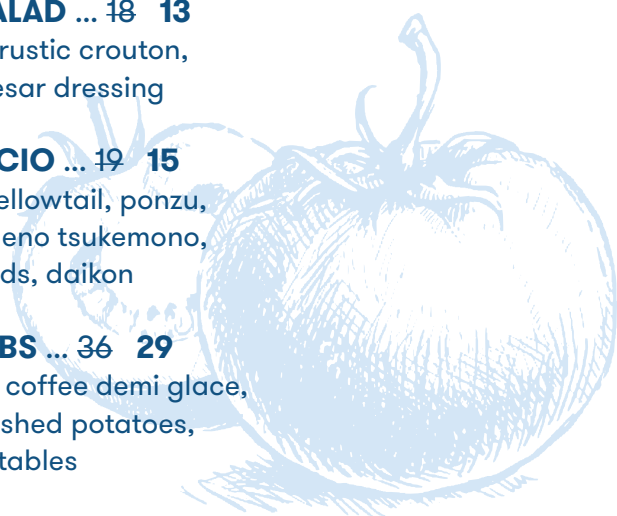 ALAD ... 18 13
rustic crouton,
esar dressing
CIO ... 19 15
ellowtail, ponzu,
eno tsukemono,
ds, daikon
BS ... 36 29
coffee demi glace,
shed potatoes,
tables